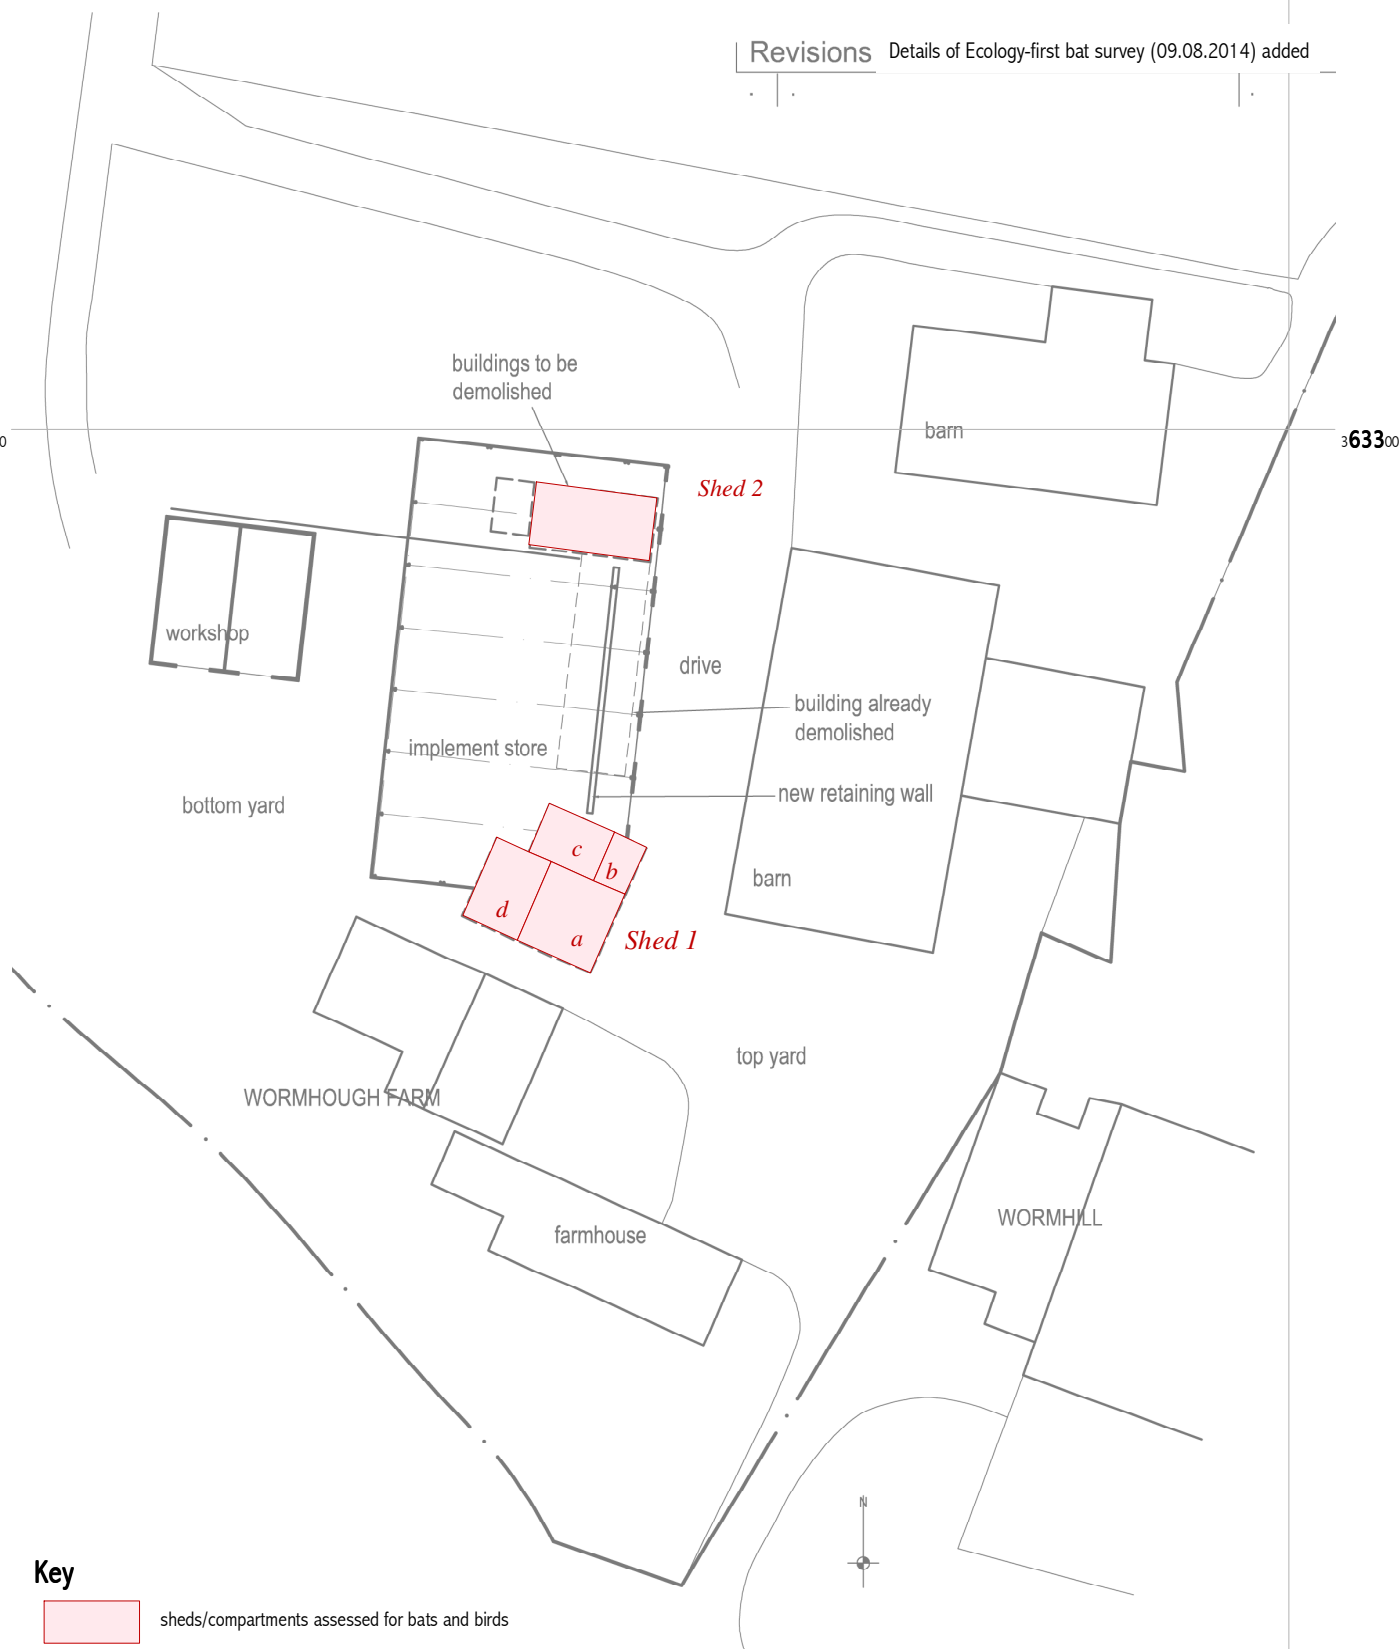 Revisions Details of Ecology-first bat survey (09.08.2014) added
buildings to be
demolished
barn
0
363300
Shed 2
workshop
drive
building already
demolished
implement store
new retaining wall
bottom yard
c
b
barn
d
a
Shed 1
top yard
WORMHOUGH FARM
WORMHILL
farmhouse
N
Key
sheds/compartments assessed for bats and birds